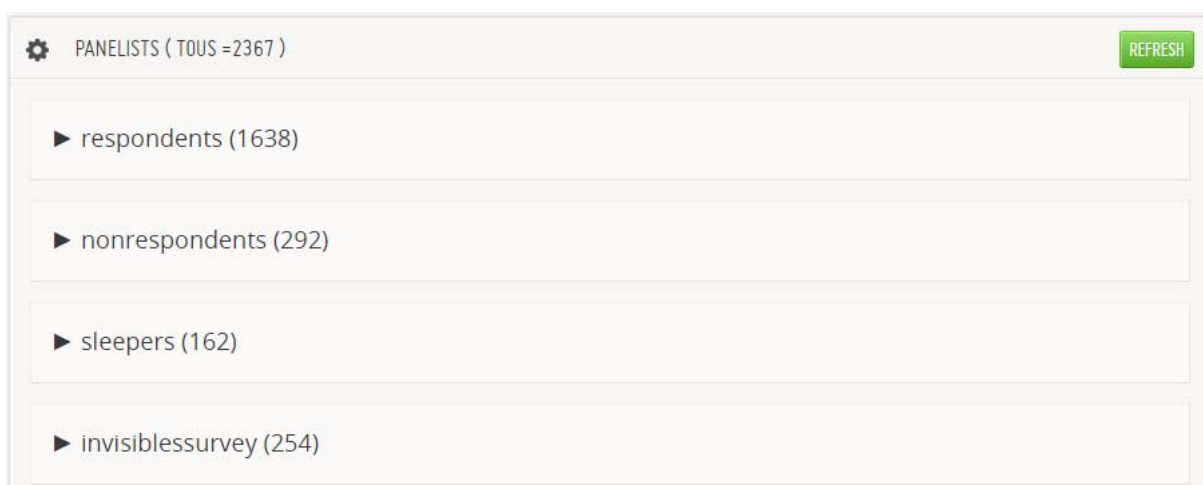 PANELISTS ( TOUS =2367 )
REFRESH
respondents (1638)
nonrespondents (292)
sleepers (162)
invisiblessurvey (254)